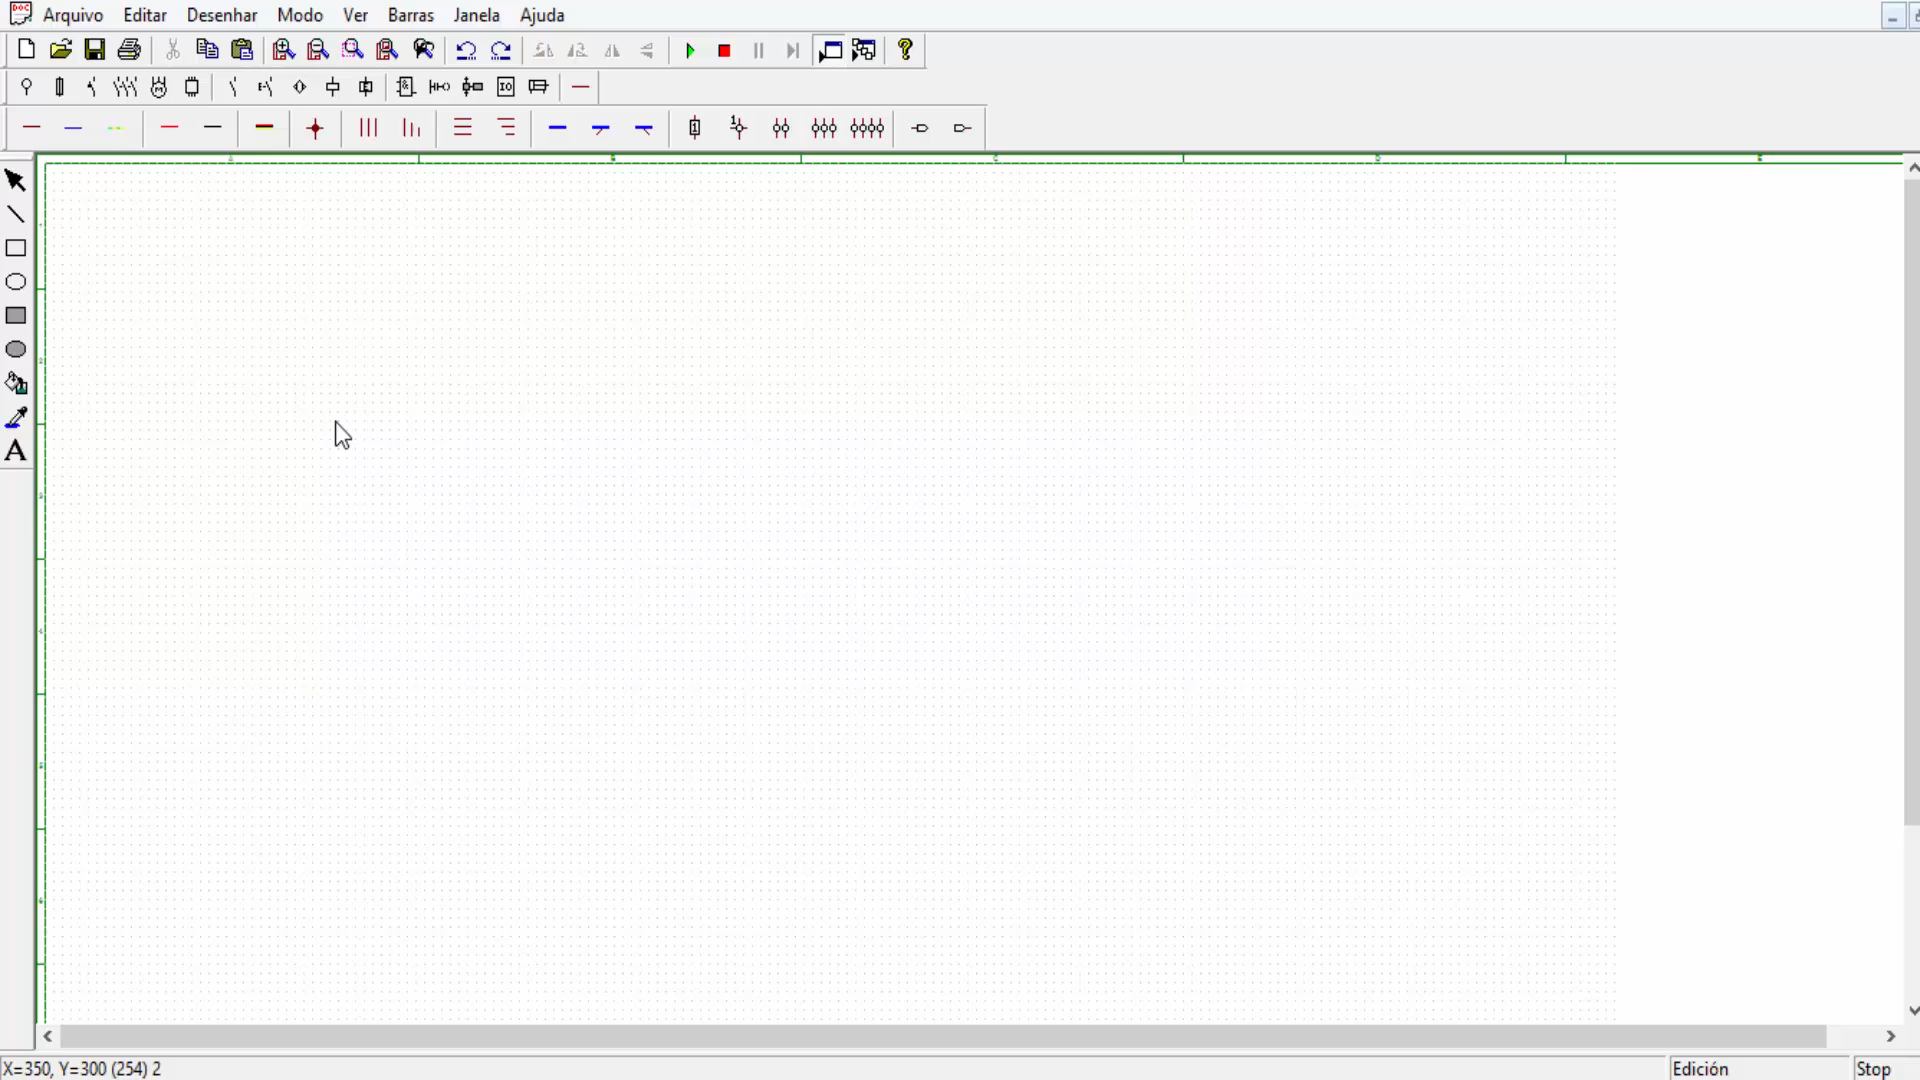 Arquivo Editar Desenhar Modo Ver Barras Janela Ajuda
A
X=350, Y=300 (254) 2
Edición
Stop